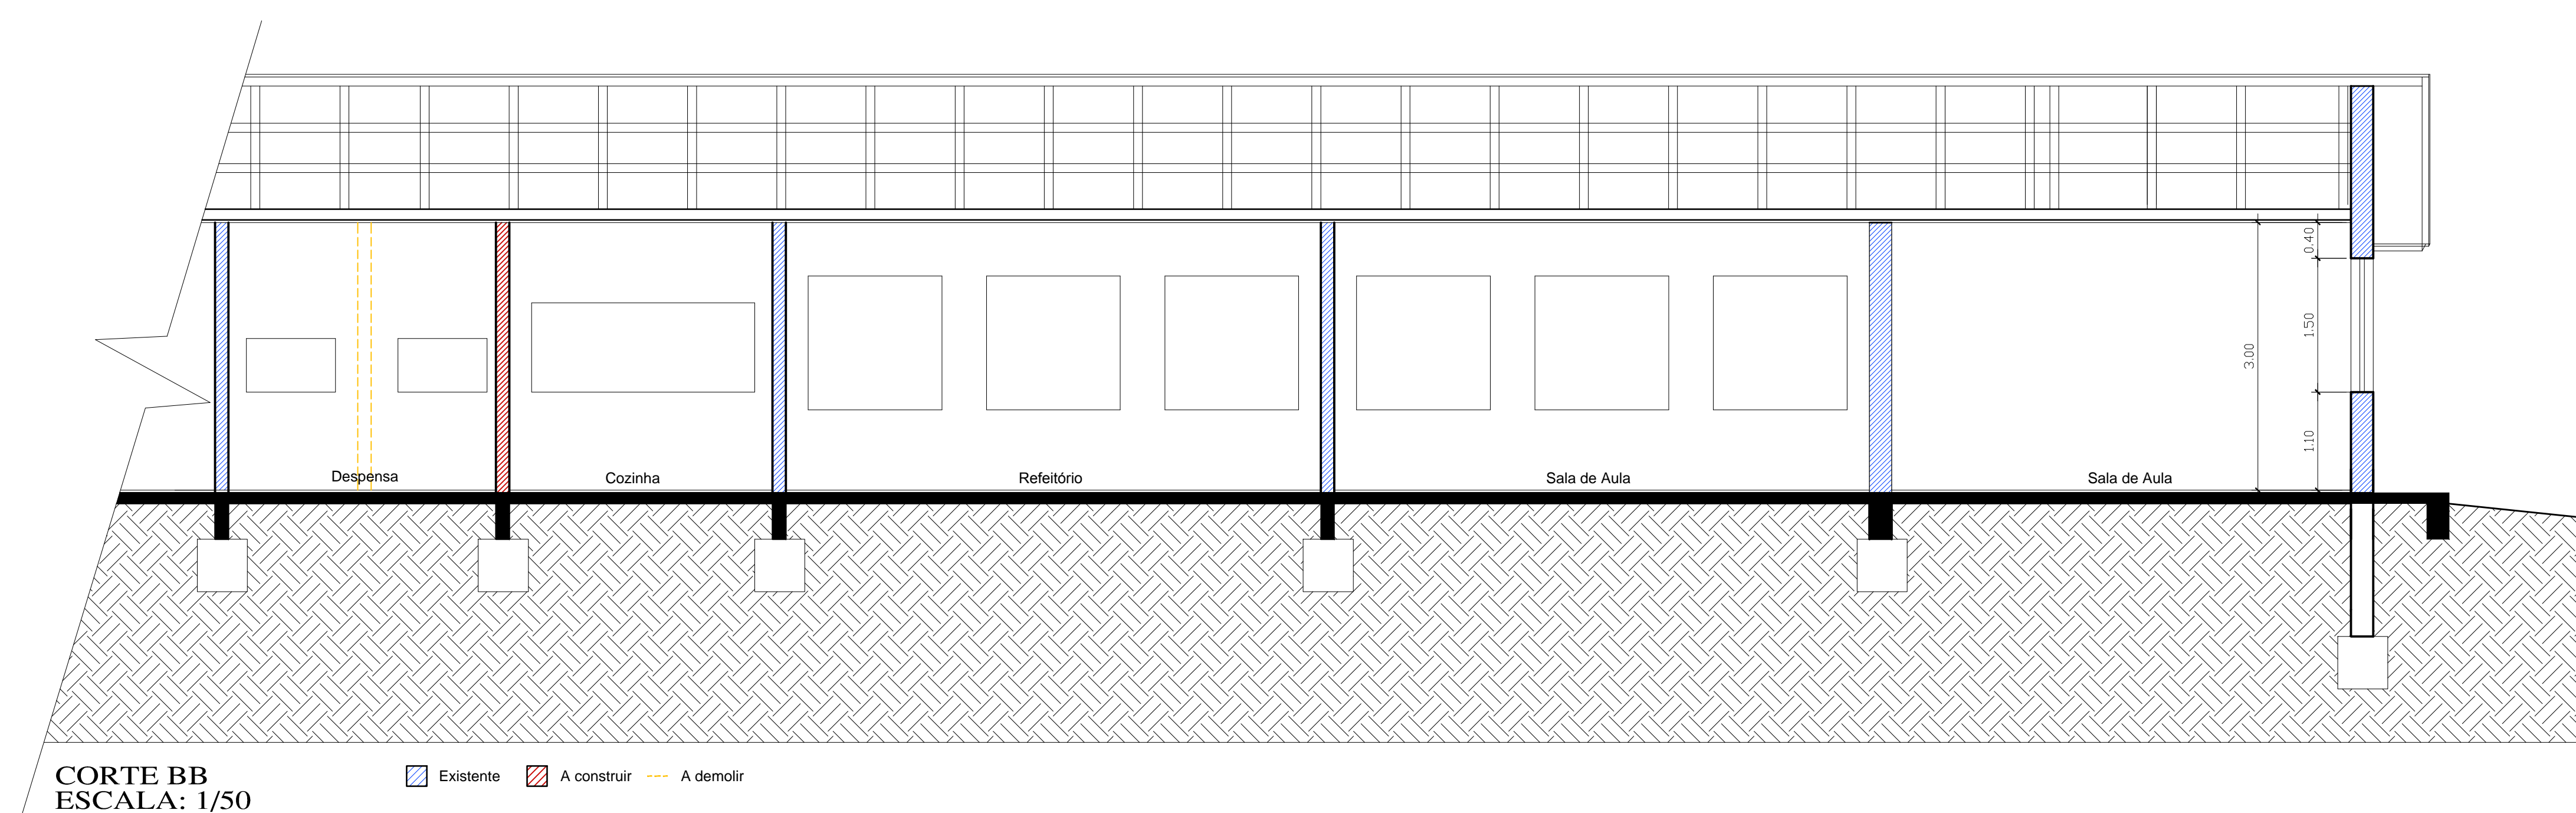 0.40
1.50
3.00
1.10
Despensa
Cozinha
Refeitório
Sala de Aula
Sala de Aula
CORTE BB
ESCALA: 1/50
Existente
A construir
A demolir